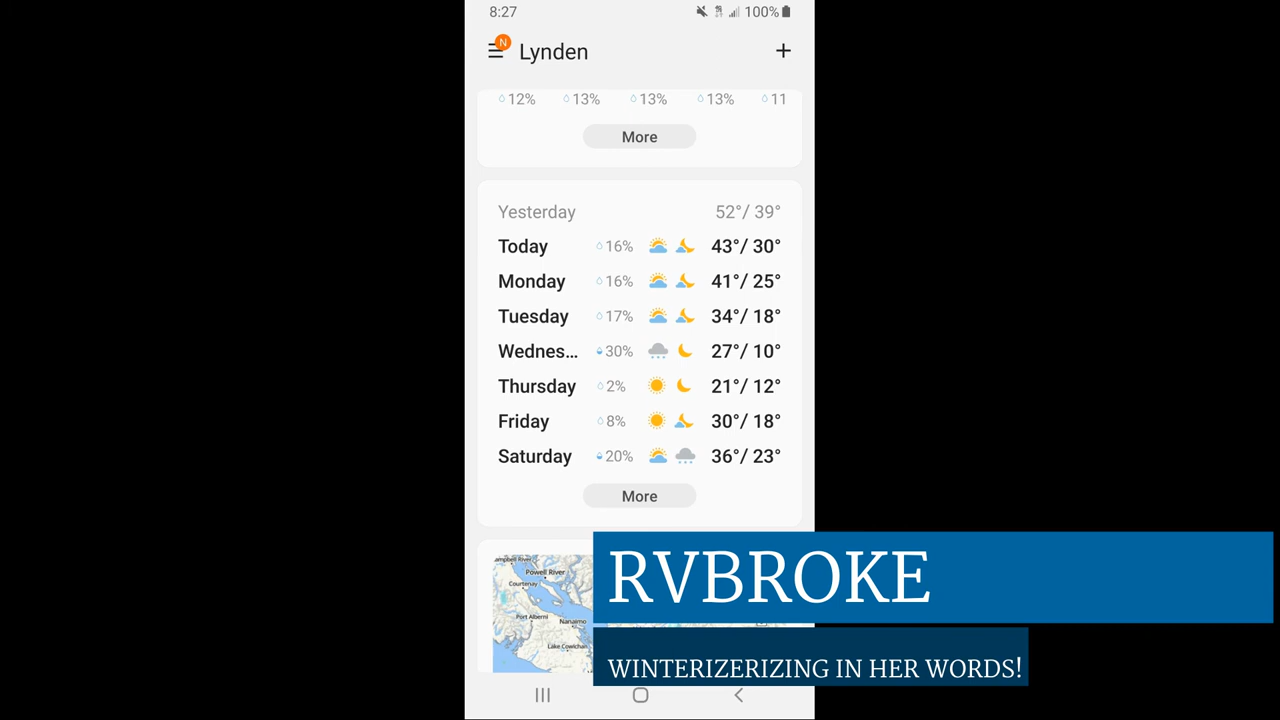 8:27 100%
N
Lynden +
12% 13% 13% 13% 11
More
Yesterday 52°/ 39°
Today 16% 43°/ 30°
Monday 16% 41°/ 25°
Tuesday 17% 34°/ 18°
Wednes... 30% 27°/ 10°
Thursday 2% 21°/ 12°
Friday 8% 30°/ 18°
Saturday 20% 36°/ 23°
More
ampbell River
Powell River
Courtenay
Port Alberni
Nanaimo
Lake Cowichan
RVBROKE
WINTERIZERIZING IN HER WORDS!